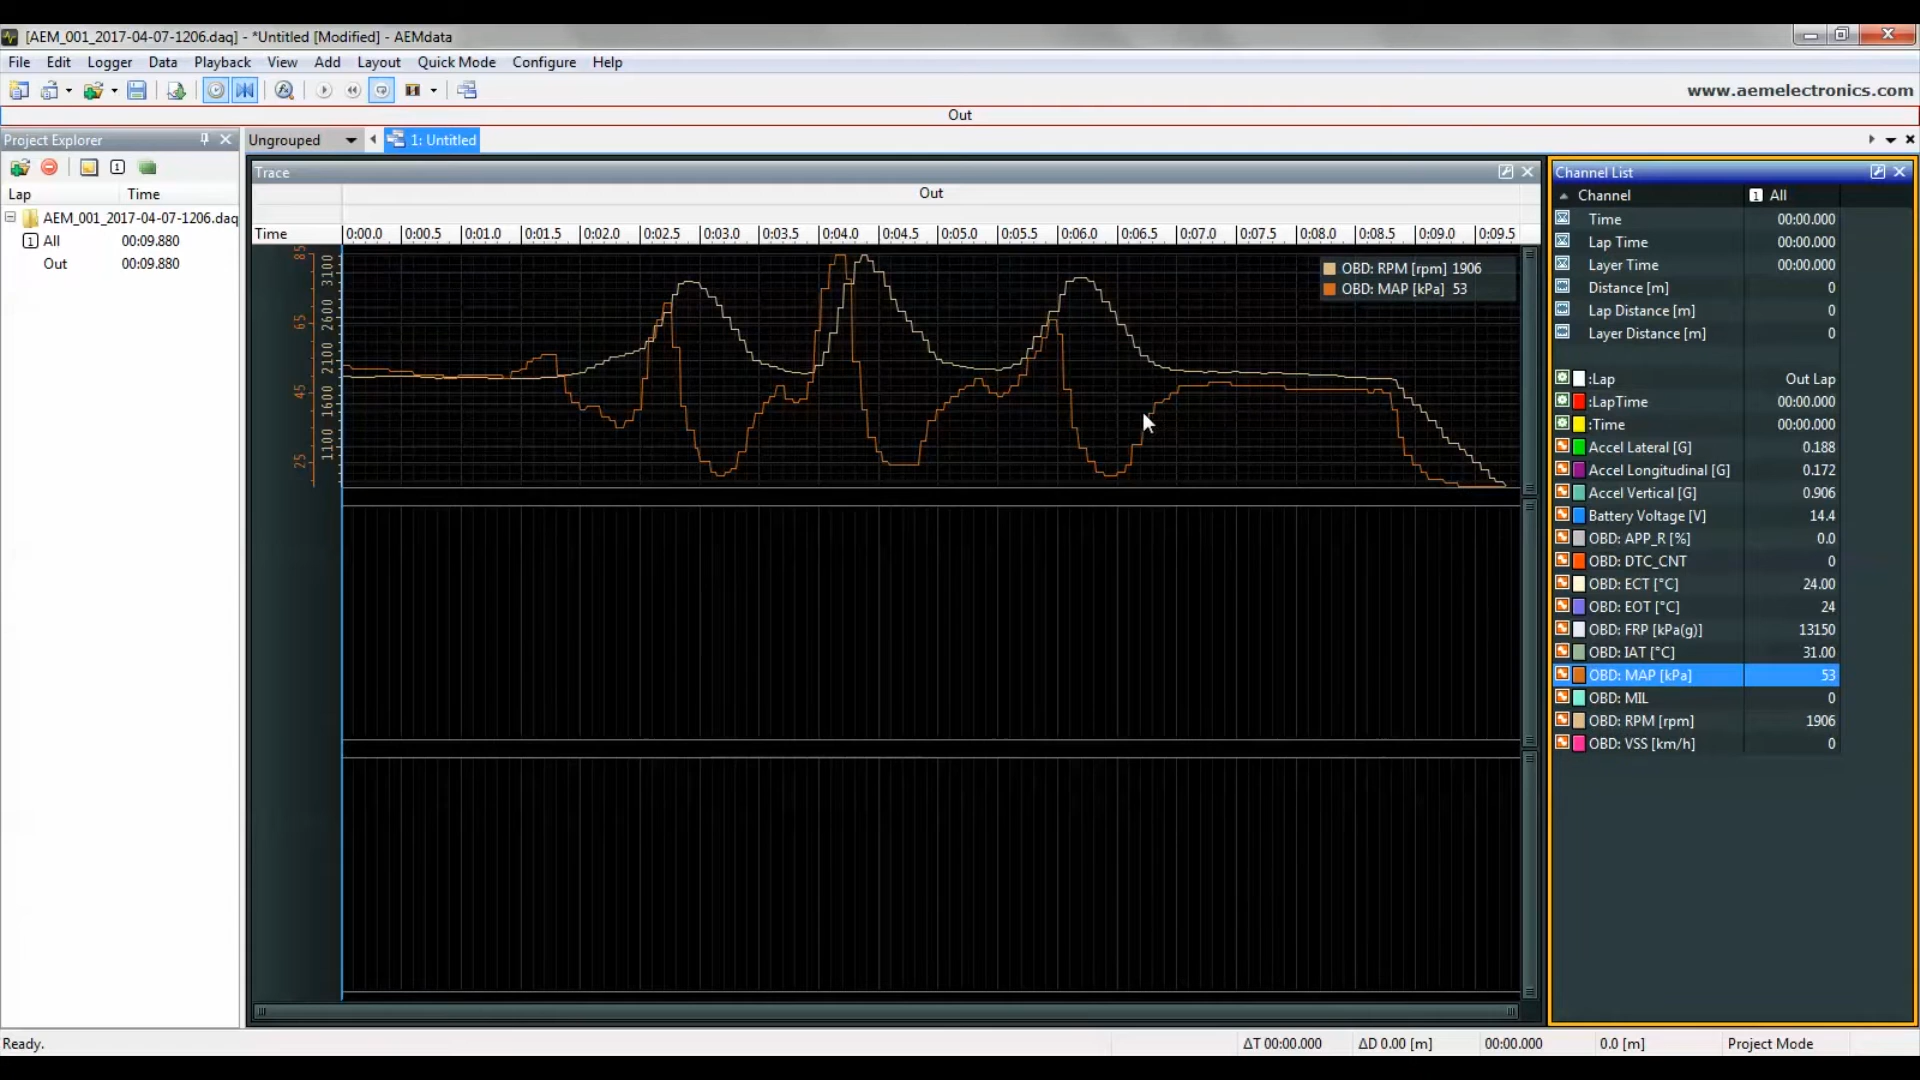 [AEM_001_2017-04-07-1206.daq] - *Untitled [Modified] - AEMdata
File Edit Logger Data Playback View Add Layout Quick Mode Configure Help
www.aemelectronics.com
Out
Project Explorer
Lap Time
AEM_001_2017-04-07-1206.daq
1 All 00:09.880
Out 00:09.880
Ungrouped 1: Untitled
Trace
Out
Time 0:00.0 0:00.5 0:01.0 0:01.5 0:02.0 0:02.5 0:03.0 0:03.5 0:04.0 0:04.5 0:05.0 0:05.5 0:06.0 0:06.5 0:07.0 0:07.5 0:08.0 0:08.5 0:09.0 0:09.5
85 65 45 25
3100 2600 2100 1600 1100
OBD: RPM [rpm] 1906
OBD: MAP [kPa] 53
Channel List
Channel 1 All
Time 00:00.000
Lap Time 00:00.000
Layer Time 00:00.000
Distance [m] 0
Lap Distance [m] 0
Layer Distance [m] 0
:Lap Out Lap
:LapTime 00:00.000
:Time 00:00.000
Accel Lateral [G] 0.188
Accel Longitudinal [G] 0.172
Accel Vertical [G] 0.906
Battery Voltage [V] 14.4
OBD: APP_R [%] 0.0
OBD: DTC_CNT 0
OBD: ECT [°C] 24.00
OBD: EOT [°C] 24
OBD: FRP [kPa(g)] 13150
OBD: IAT [°C] 31.00
OBD: MAP [kPa] 53
OBD: MIL 0
OBD: RPM [rpm] 1906
OBD: VSS [km/h] 0
Ready.
ΔT 00:00.000 ΔD 0.00 [m] 00:00.000 0.0 [m] Project Mode